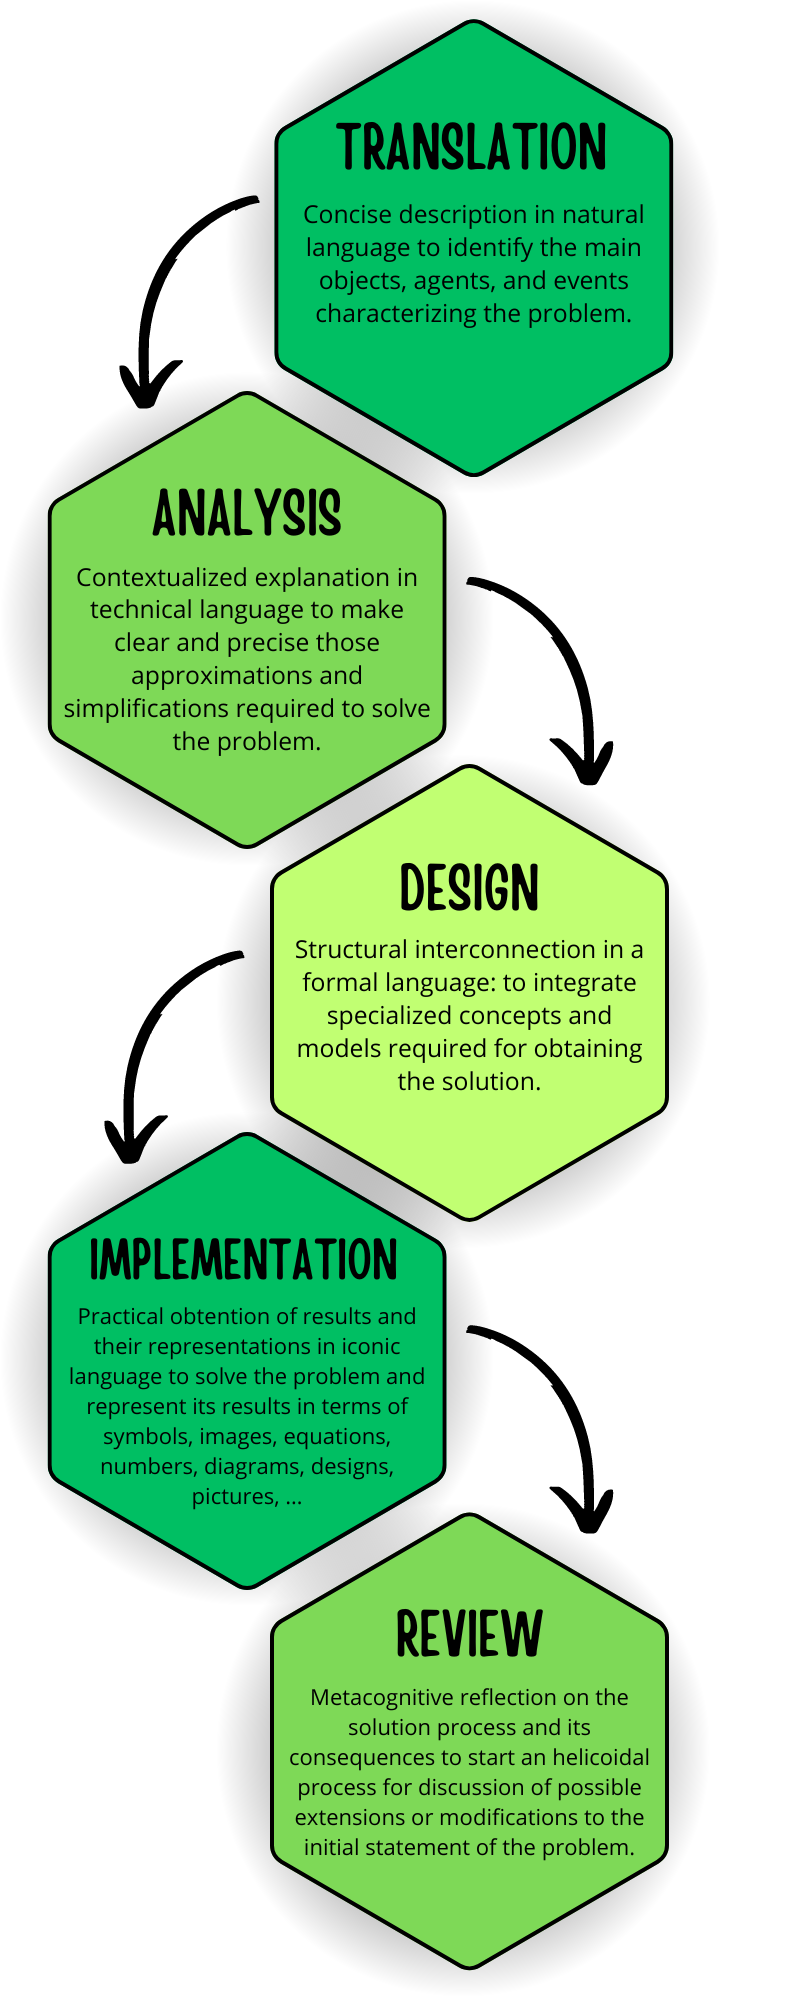 TRANSLATION
Concise description in natural
language to identify the main
objects, agents, and events
characterizing the problem.
ANALYSIS
Contextualized explanation in
technical language to make
clear and precise those
approximations and
simplifications required to solve
the problem.
DESIGN
Structural interconnection in a
formal language: to integrate
specialized concepts and
models required for obtaining
the solution.
IMPLEMENTATION
Practical obtention of results and
their representations in iconic
language to solve the problem and
represent its results in terms of
symbols, images, equations,
numbers, diagrams, designs,
pictures, ...
REVIEW
Metacognitive reflection on the
solution process and its
consequences to start an helicoidal
process for discussion of possible
extensions or modifications to the
initial statement of the problem.